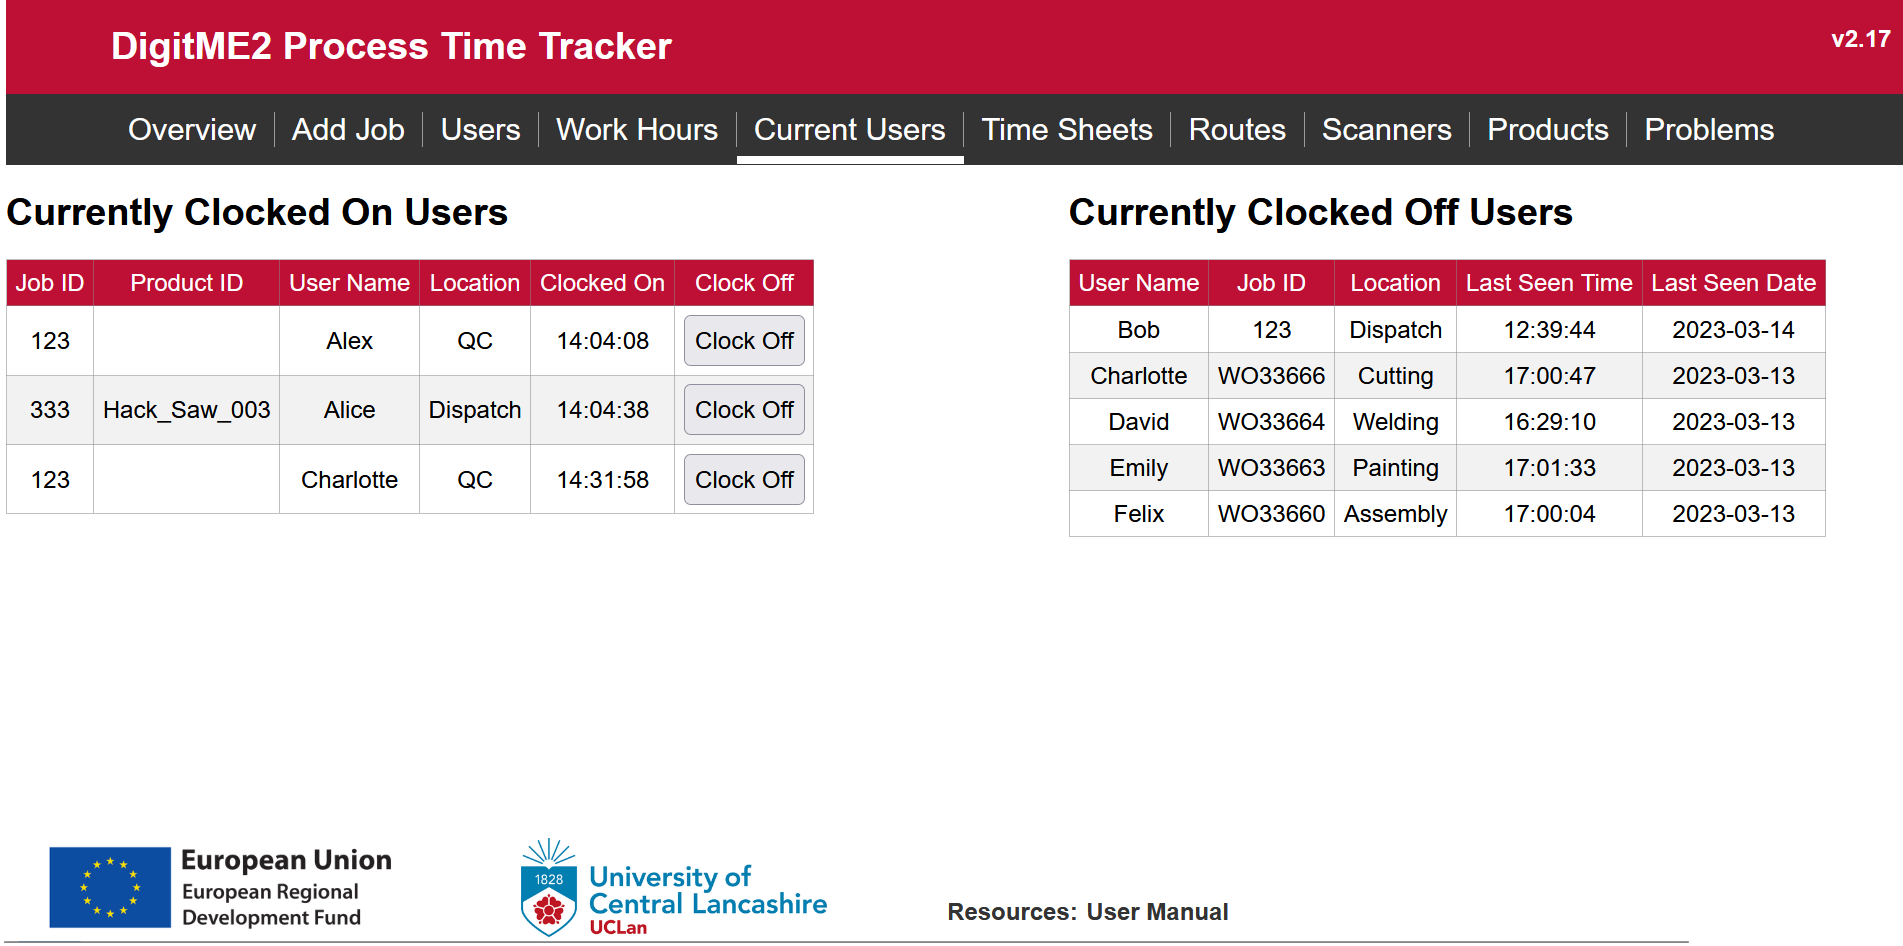 DigitME2 Process Time Tracker
v2.17
Overview Add Job Users Work Hours Current Users Time Sheets Routes Scanners Products Problems
Currently Clocked On Users
Job ID Product ID User Name Location Clocked On Clock Off
123 Alex QC 14:04:08 Clock Off
333 Hack_Saw_003 Alice Dispatch 14:04:38 Clock Off
123 Charlotte QC 14:31:58 Clock Off
Currently Clocked Off Users
User Name Job ID Location Last Seen Time Last Seen Date
Bob 123 Dispatch 12:39:44 2023-03-14
Charlotte WO33666 Cutting 17:00:47 2023-03-13
David WO33664 Welding 16:29:10 2023-03-13
Emily WO33663 Painting 17:01:33 2023-03-13
Felix WO33660 Assembly 17:00:04 2023-03-13
European Union
European Regional
Development Fund
1828
University of
Central Lancashire
UCLan
Resources: User Manual